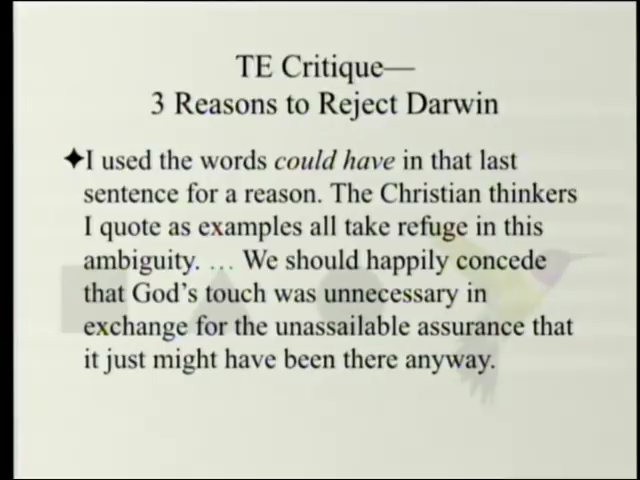 TE Critique—
3 Reasons to Reject Darwin
✦I used the words could have in that last
sentence for a reason. The Christian thinkers
I quote as examples all take refuge in this
ambiguity. … We should happily concede
that God’s touch was unnecessary in
exchange for the unassailable assurance that
it just might have been there anyway.